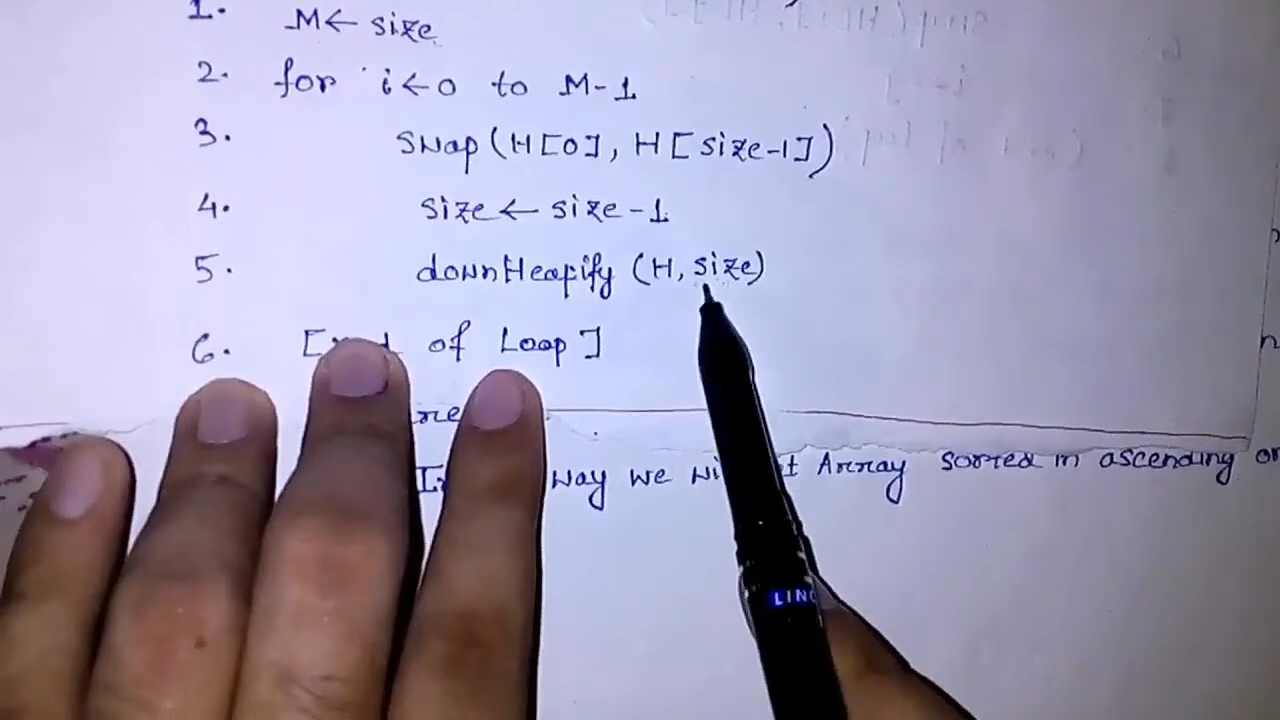 1. M← size
2. for i←0 to M-1
3. swap (H[0], H[size-1])
4. size← size-1
5. downHeapify (H, size)
6. of Loop]
way we Array sorted in ascending
LINC